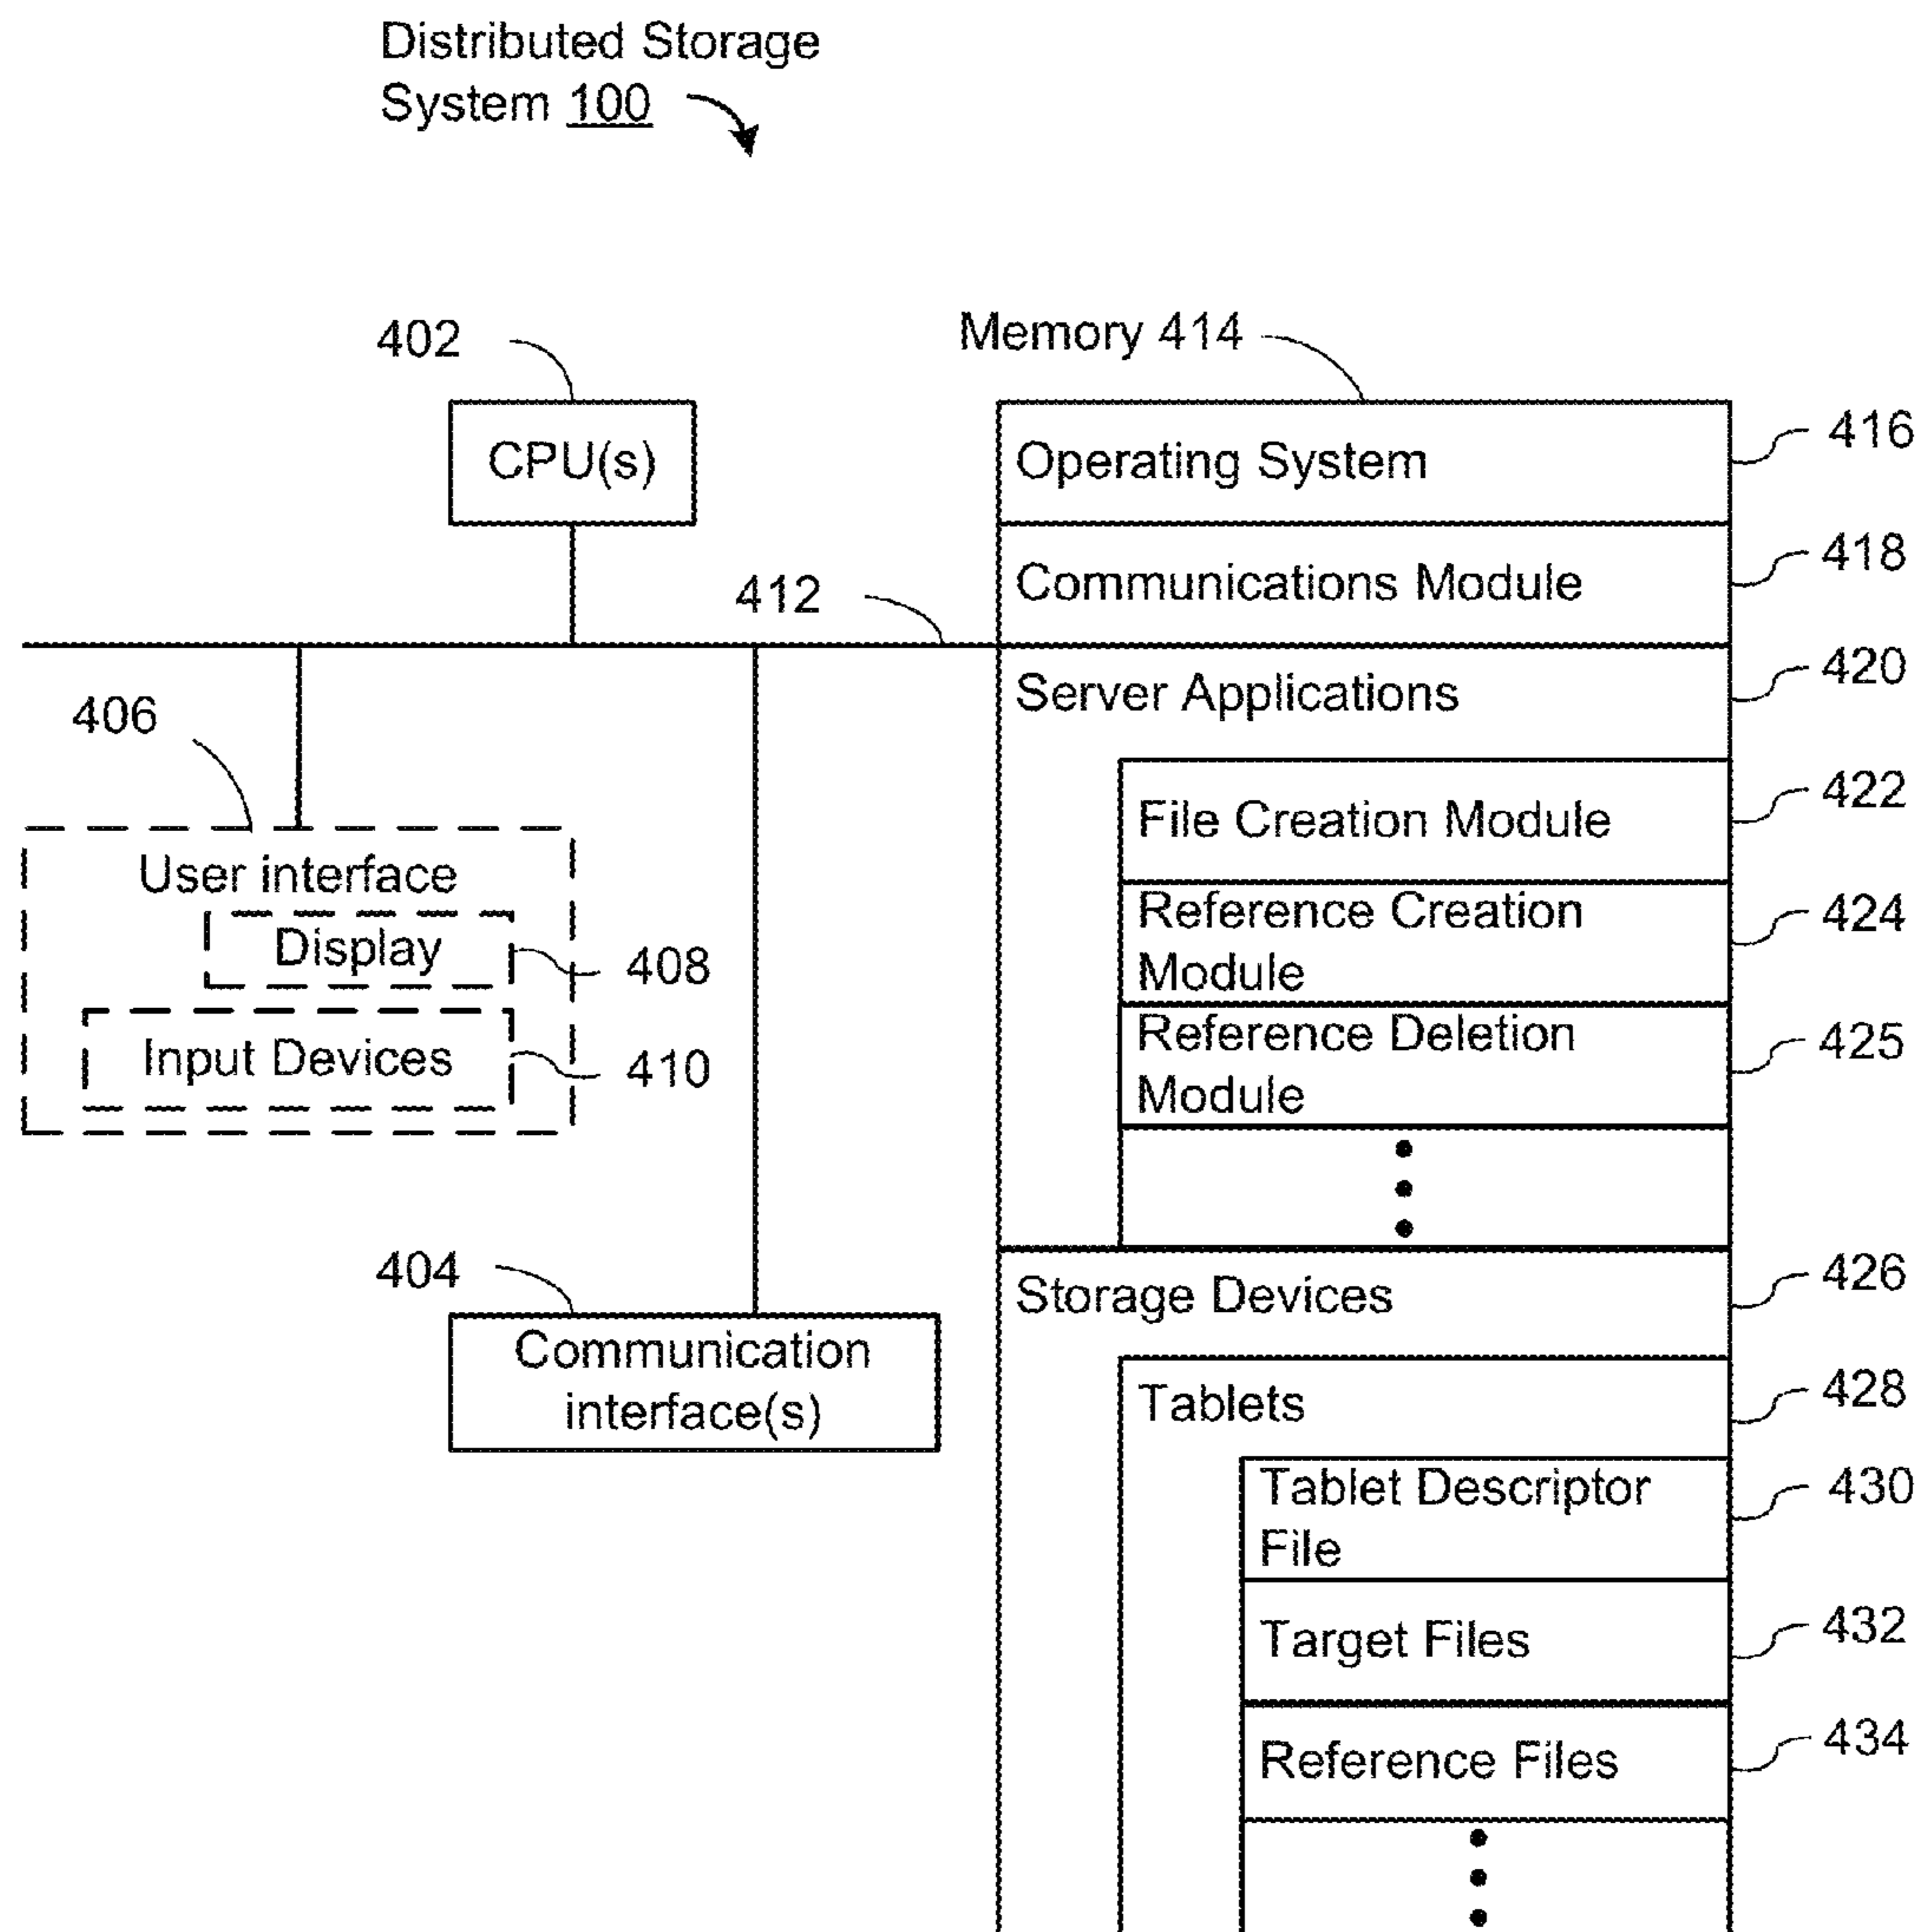 Distributed Storage
System 100
402
Memory 414
CPU(s)
Operating System
416
Communications Module
418
412
Server Applications
420
406
File Creation Module
422
User interface
Display
408
Reference Creation
Module
424
Input Devices
410
Reference Deletion
Module
425
404
Communication
interface(s)
Storage Devices
426
Tablets
428
Tablet Descriptor
File
430
Target Files
432
Reference Files
434